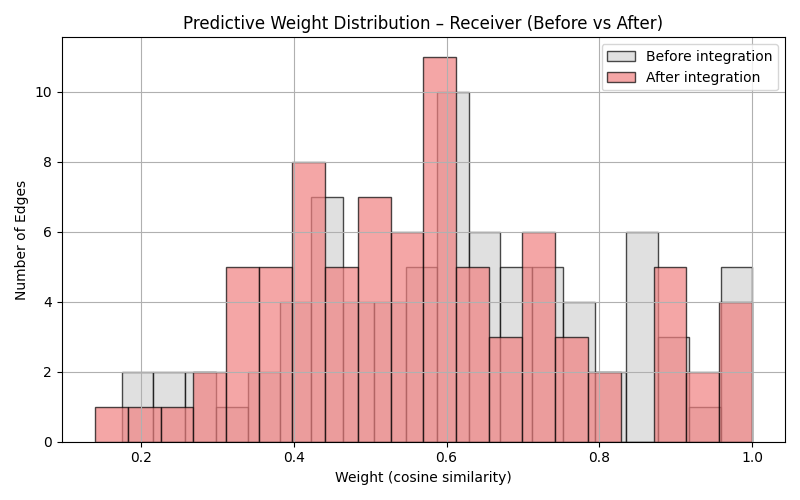 Predictive Weight Distribution – Receiver (Before vs After)
Before integration
After integration
Number of Edges
10
8
6
4
2
0
0.2 0.4 0.6 0.8 1.0
Weight (cosine similarity)